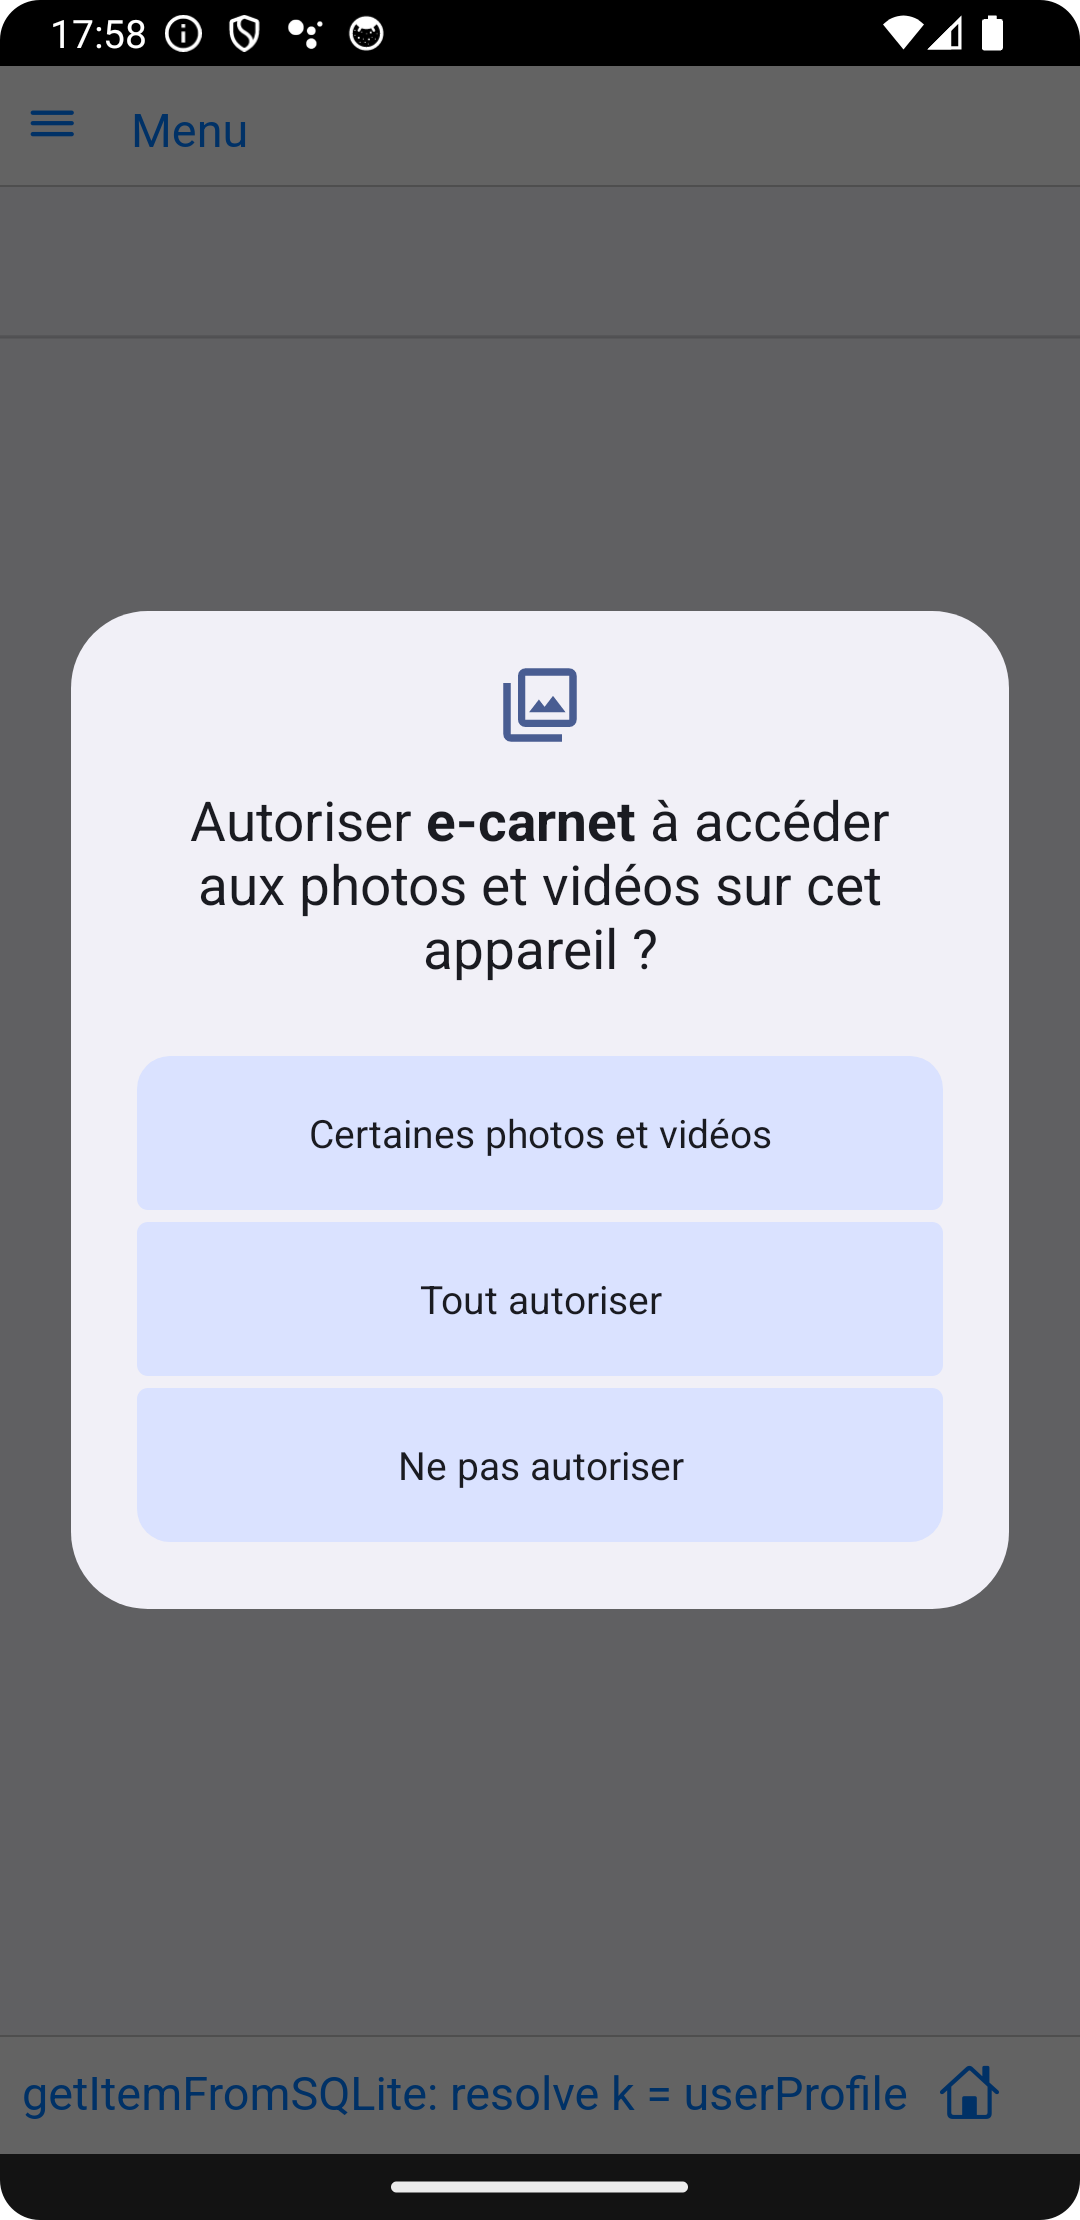 17:58
Menu
Autoriser e-carnet à accéder
aux photos et vidéos sur cet
appareil ?
Certaines photos et vidéos
Tout autoriser
Ne pas autoriser
getItemFromSQLite: resolve k = userProfile